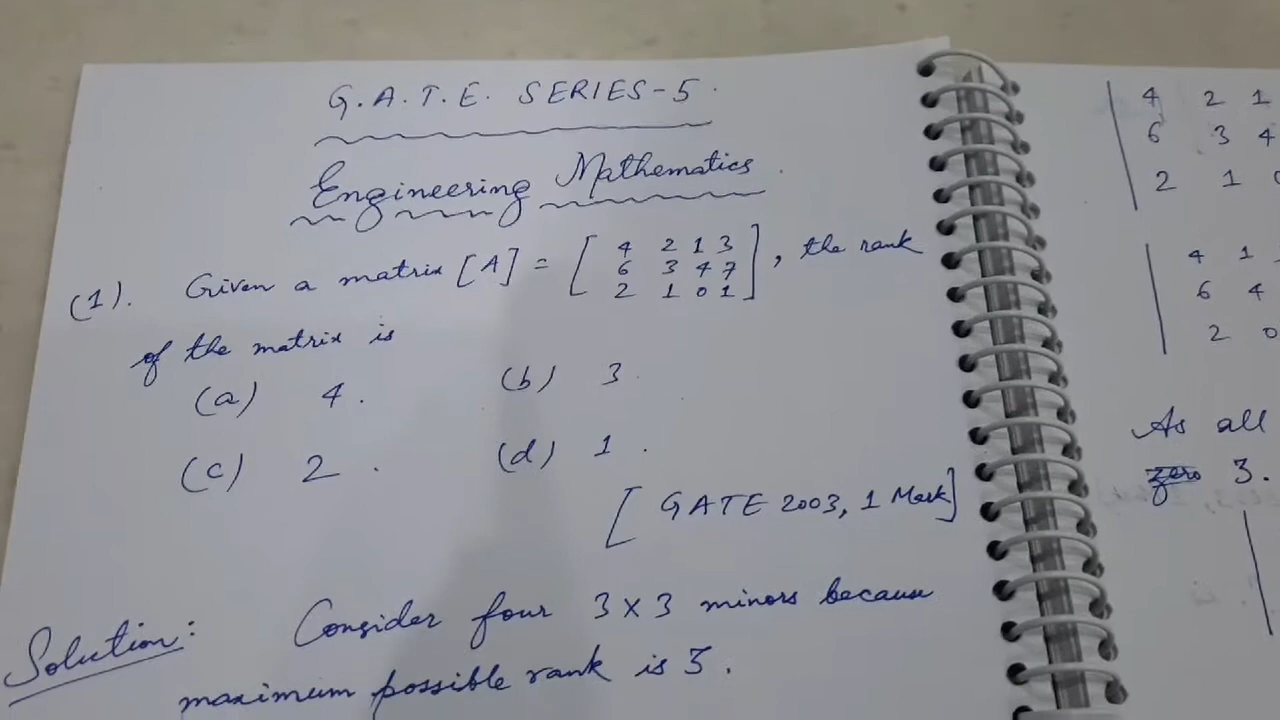 G.A.T.E. SERIES-5.
Engineering Mathematics.
(1). Given a matrix [A] = [ 4 2 1 3
6 3 4 7
2 1 0 1 ], the rank
of the matrix is
(a) 4. (b) 3.
(c) 2. (d) 1.
[GATE 2003, 1 Mark]
Solution: Consider four 3 x 3 minors because
maximum possible rank is 3.
4 2 1
6 3 4
2 1 0
4 1
6 4
2 0
As all
zero 3.